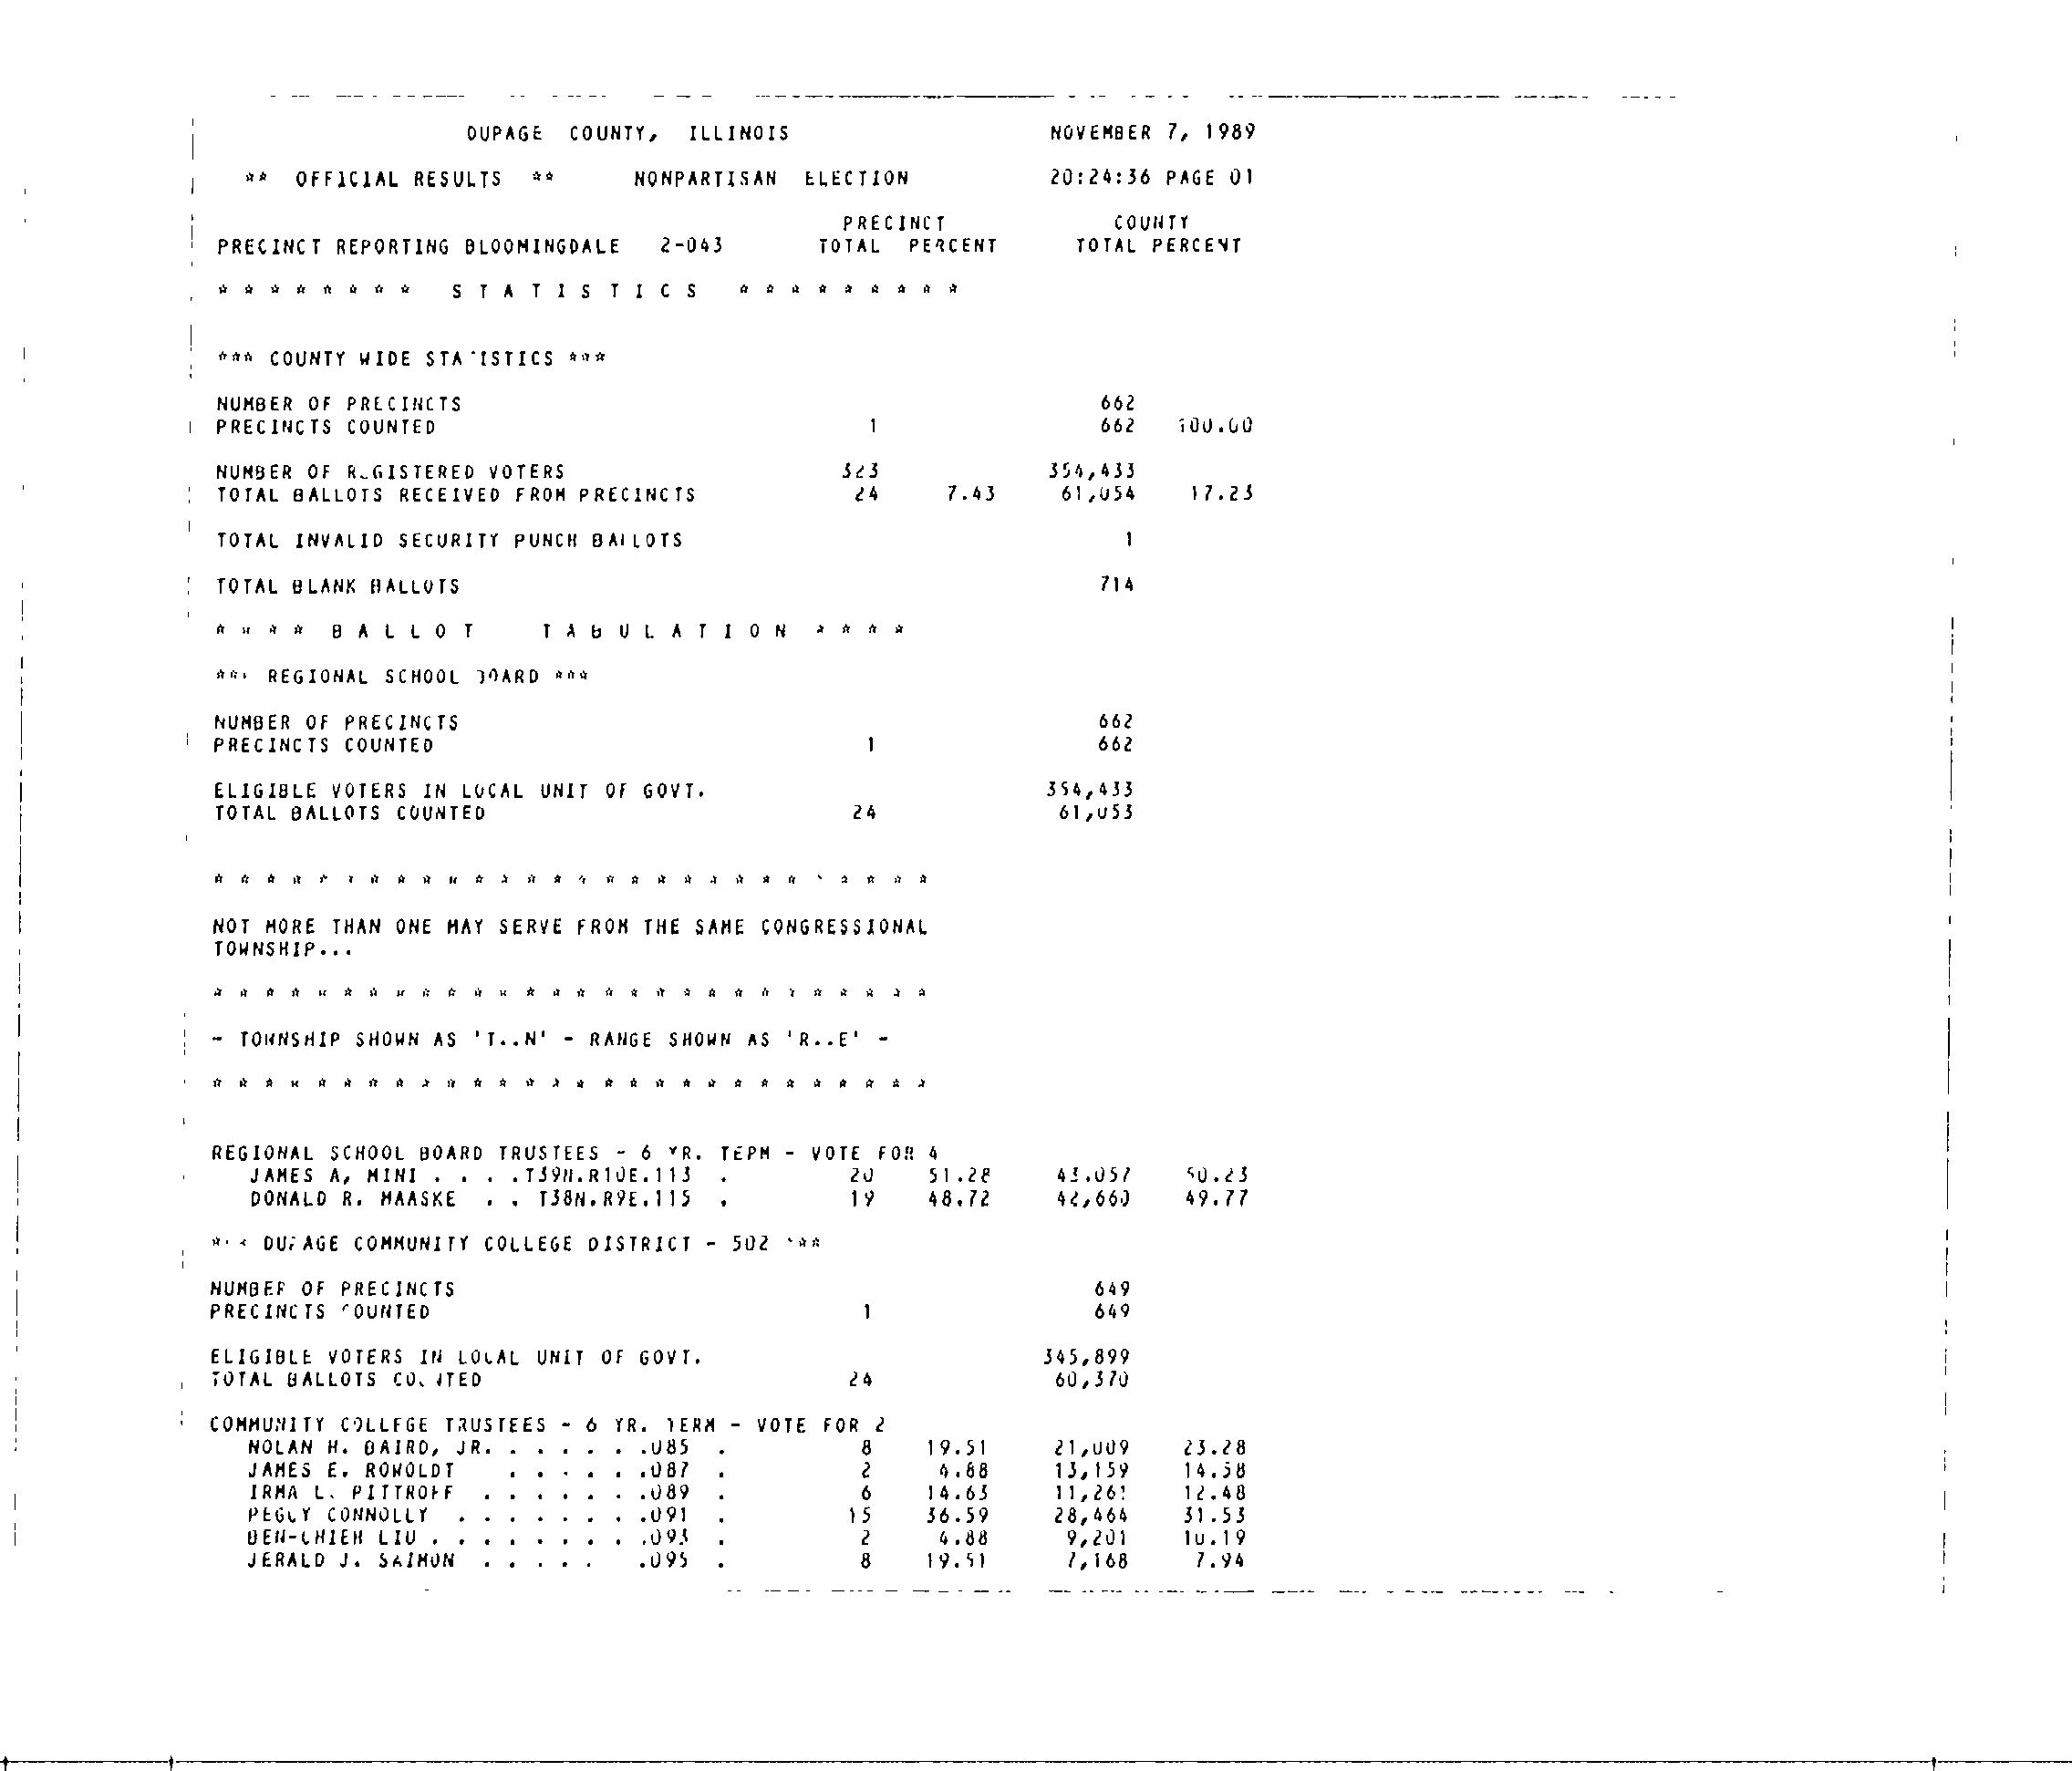 DUPAGE COUNTY, ILLINOIS NOVEMBER 7, 1989
** OFFICIAL RESULTS ** NONPARTISAN ELECTION 20:24:36 PAGE 01
PRECINCT COUNTY
PRECINCT REPORTING BLOOMINGDALE 2-043 TOTAL PERCENT TOTAL PERCENT
* * * * * * * * S T A T I S T I C S * * * * * * * * *
*** COUNTY WIDE STATISTICS ***
NUMBER OF PRECINCTS 662
PRECINCTS COUNTED 1 662 100.00
NUMBER OF REGISTERED VOTERS 323 354,433
TOTAL BALLOTS RECEIVED FROM PRECINCTS 24 7.43 61,054 17.23
TOTAL INVALID SECURITY PUNCH BALLOTS 1
TOTAL BLANK BALLOTS 714
* * * * B A L L O T T A B U L A T I O N * * * *
*** REGIONAL SCHOOL BOARD ***
NUMBER OF PRECINCTS 662
PRECINCTS COUNTED 1 662
ELIGIBLE VOTERS IN LOCAL UNIT OF GOVT. 354,433
TOTAL BALLOTS COUNTED 24 61,053
* * * * * * * * * * * * * * * * * * * * * * * * * * * *
NOT MORE THAN ONE MAY SERVE FROM THE SAME CONGRESSIONAL
TOWNSHIP...
* * * * * * * * * * * * * * * * * * * * * * * * * * * *
- TOWNSHIP SHOWN AS 'T..N' - RANGE SHOWN AS 'R..E' -
* * * * * * * * * * * * * * * * * * * * * * * * * * * *
REGIONAL SCHOOL BOARD TRUSTEES - 6 YR. TERM - VOTE FOR 4
JAMES A, MINI . . . .T39N.R10E.113 . 20 51.28 43,057 50.23
DONALD R. MAASKE . . T38N.R9E.115 . 19 48.72 42,660 49.77
*** DUPAGE COMMUNITY COLLEGE DISTRICT - 502 ***
NUMBER OF PRECINCTS 649
PRECINCTS COUNTED 1 649
ELIGIBLE VOTERS IN LOCAL UNIT OF GOVT. 345,899
TOTAL BALLOTS COUNTED 24 60,370
COMMUNITY COLLEGE TRUSTEES - 6 YR. TERM - VOTE FOR 2
NOLAN H. BAIRD, JR. . . . . . .085 . 8 19.51 21,009 23.28
JAMES E. ROWOLDT . . . . . .087 . 2 4.88 13,159 14.58
IRMA L. PITTROFF . . . . . . .089 . 6 14.63 11,261 12.48
PEGGY CONNOLLY . . . . . . . .091 . 15 36.59 28,464 31.53
BEN-CHIEH LIU . . . . . . . . .093 . 2 4.88 9,201 10.19
JERALD J. SAIMON . . . . . .095 . 8 19.51 7,168 7.94